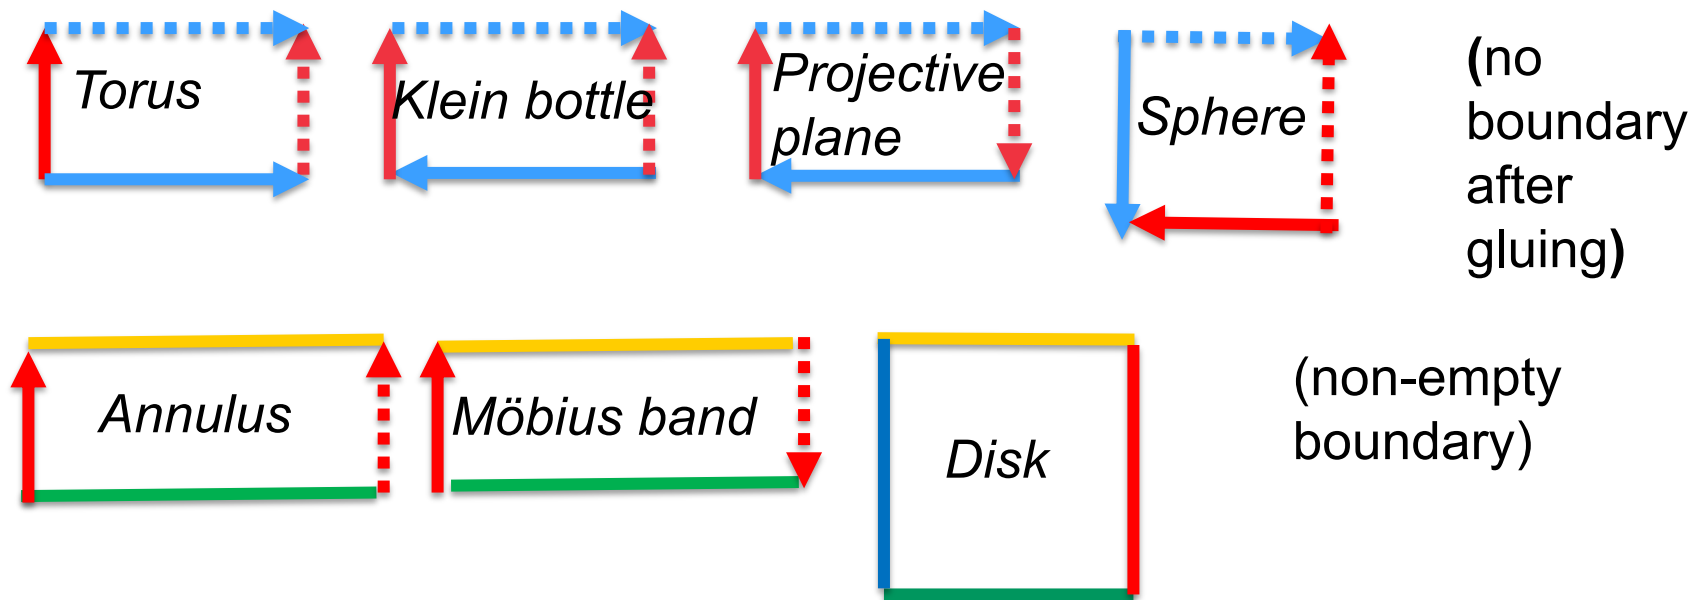 Torus
Klein bottle
Projective
plane
Sphere
(no
boundary
after
gluing)
Annulus
Möbius band
Disk
(non-empty
boundary)